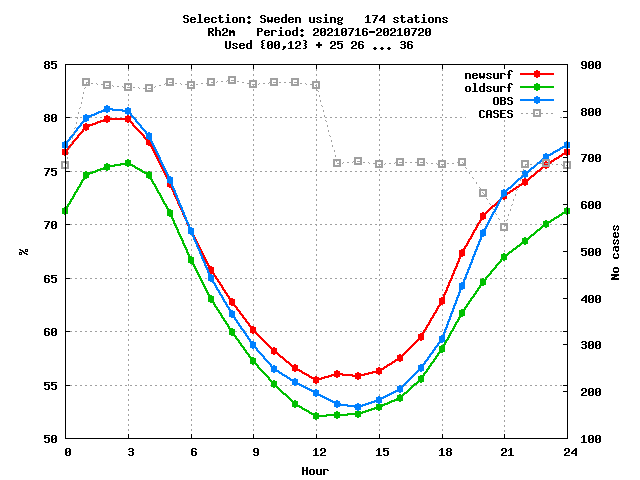 Selection: Sweden using   174 stations
Rh2m   Period: 20210716-20210720
Used {00,12} + 25 26 ... 36
85
80
75
70
65
60
55
50
%
900
800
700
600
500
400
300
200
100
No cases
newsurf
oldsurf
OBS
CASES
0 3 6 9 12 15 18 21 24
Hour